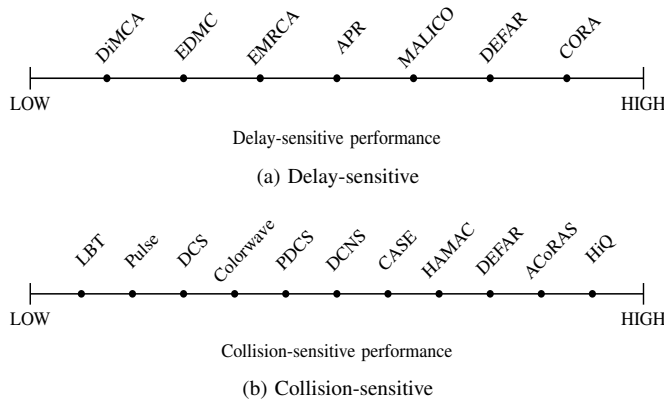 DiMCA EDMC EMRCA APR MALICO DEFAR CORA
LOW HIGH
Delay-sensitive performance
(a) Delay-sensitive
LBT Pulse DCS Colorwave PDCS DCNS CASE HAMAC DEFAR ACoRAS HiQ
LOW HIGH
Collision-sensitive performance
(b) Collision-sensitive